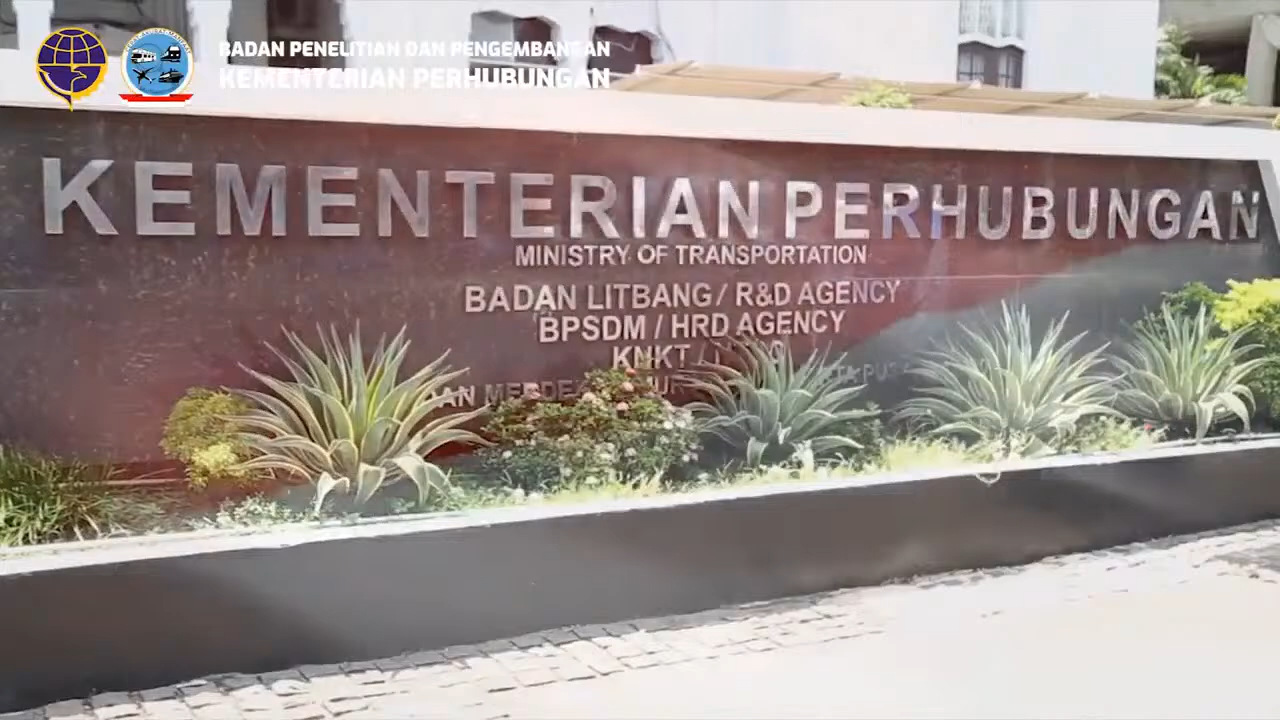 BADAN PENELITIAN DAN PENGEMBANGAN
KEMENTERIAN PERHUBUNGAN
KEMENTERIAN PERHUBUNGAN
MINISTRY OF TRANSPORTATION
BADAN LITBANG / R&D AGENCY
BPSDM / HRD AGENCY
KNKT /